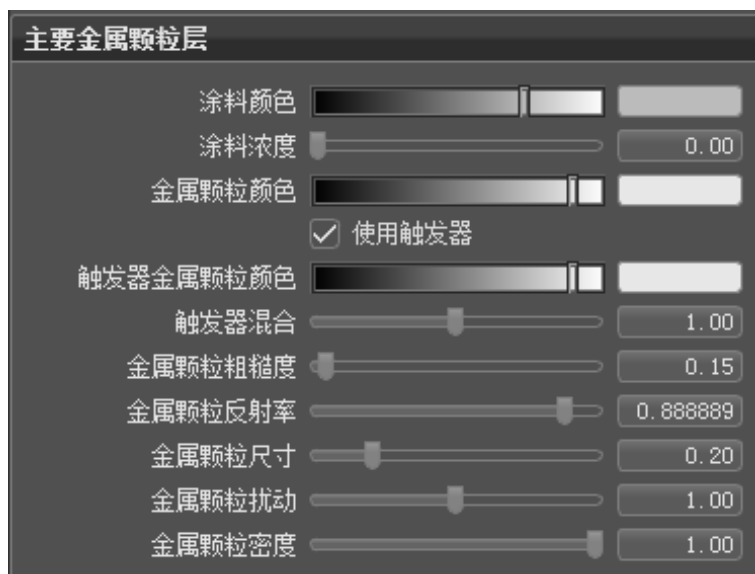 主要金属颗粒层
涂料颜色
涂料浓度 0.00
金属颗粒颜色
使用触发器
触发器金属颗粒颜色
触发器混合 1.00
金属颗粒粗糙度 0.15
金属颗粒反射率 0.888889
金属颗粒尺寸 0.20
金属颗粒扰动 1.00
金属颗粒密度 1.00